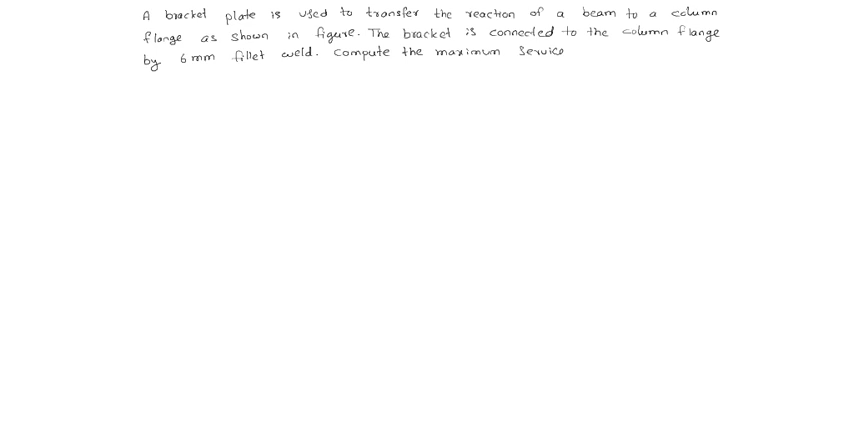 A bracket plate is used to transfer the reaction of a beam to a column
flange as shown in figure. The bracket is connected to the column flange
by 6 mm fillet weld. compute the maximum service